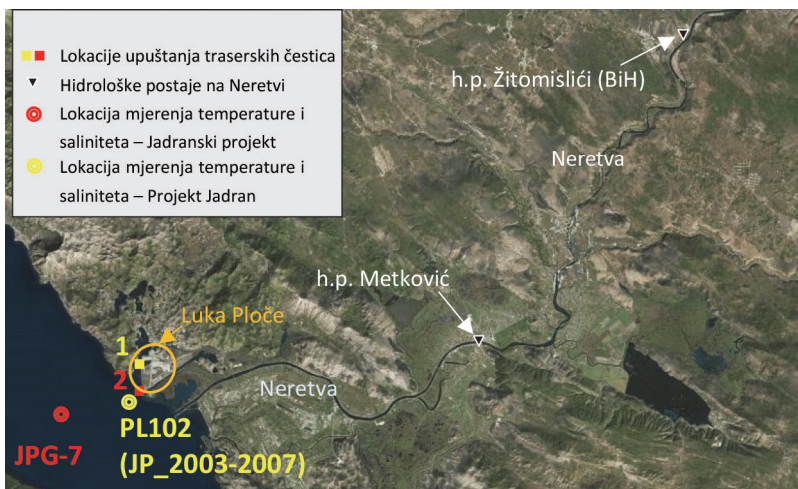 Lokacije upuštanja traserskih čestica
Hidrološke postaje na Neretvi
Lokacija mjerenja temperature i
saliniteta – Jadranski projekt
Lokacija mjerenja temperature i
saliniteta – Projekt Jadran
h.p. Žitomislići (BiH)
Neretva
h.p. Metković
Luka Ploče
1
2
Neretva
PL102
(JP_2003-2007)
JPG-7